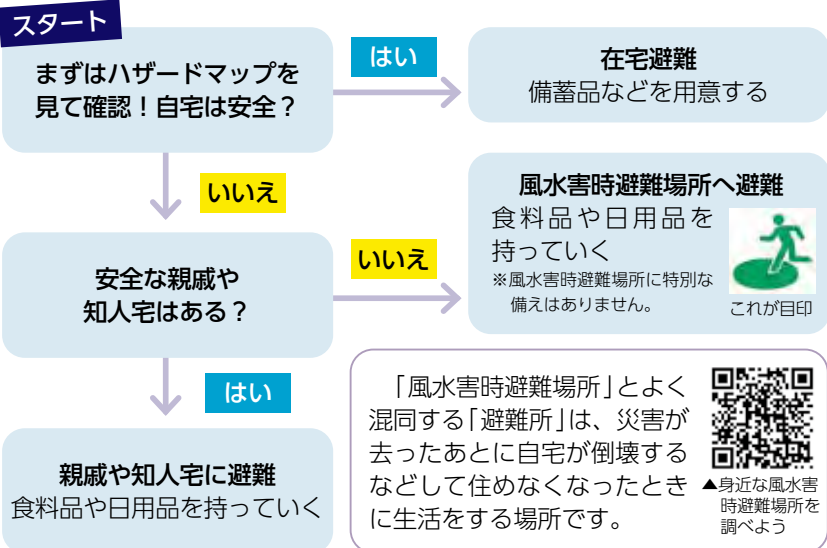 スタート
まずはハザードマップを
見て確認！自宅は安全？
はい
在宅避難
備蓄品などを用意する
いいえ
安全な親戚や
知人宅はある？
いいえ
風水害時避難場所へ避難
食料品や日用品を
持っていく
※風水害時避難場所に特別な
備えはありません。
これが目印
はい
親戚や知人宅に避難
食料品や日用品を持っていく
「風水害時避難場所」とよく
混同する「避難所」は、災害が
去ったあとに自宅が倒壊する
などして住めなくなったとき
に生活をする場所です。
▲身近な風水害
時避難場所を
調べよう